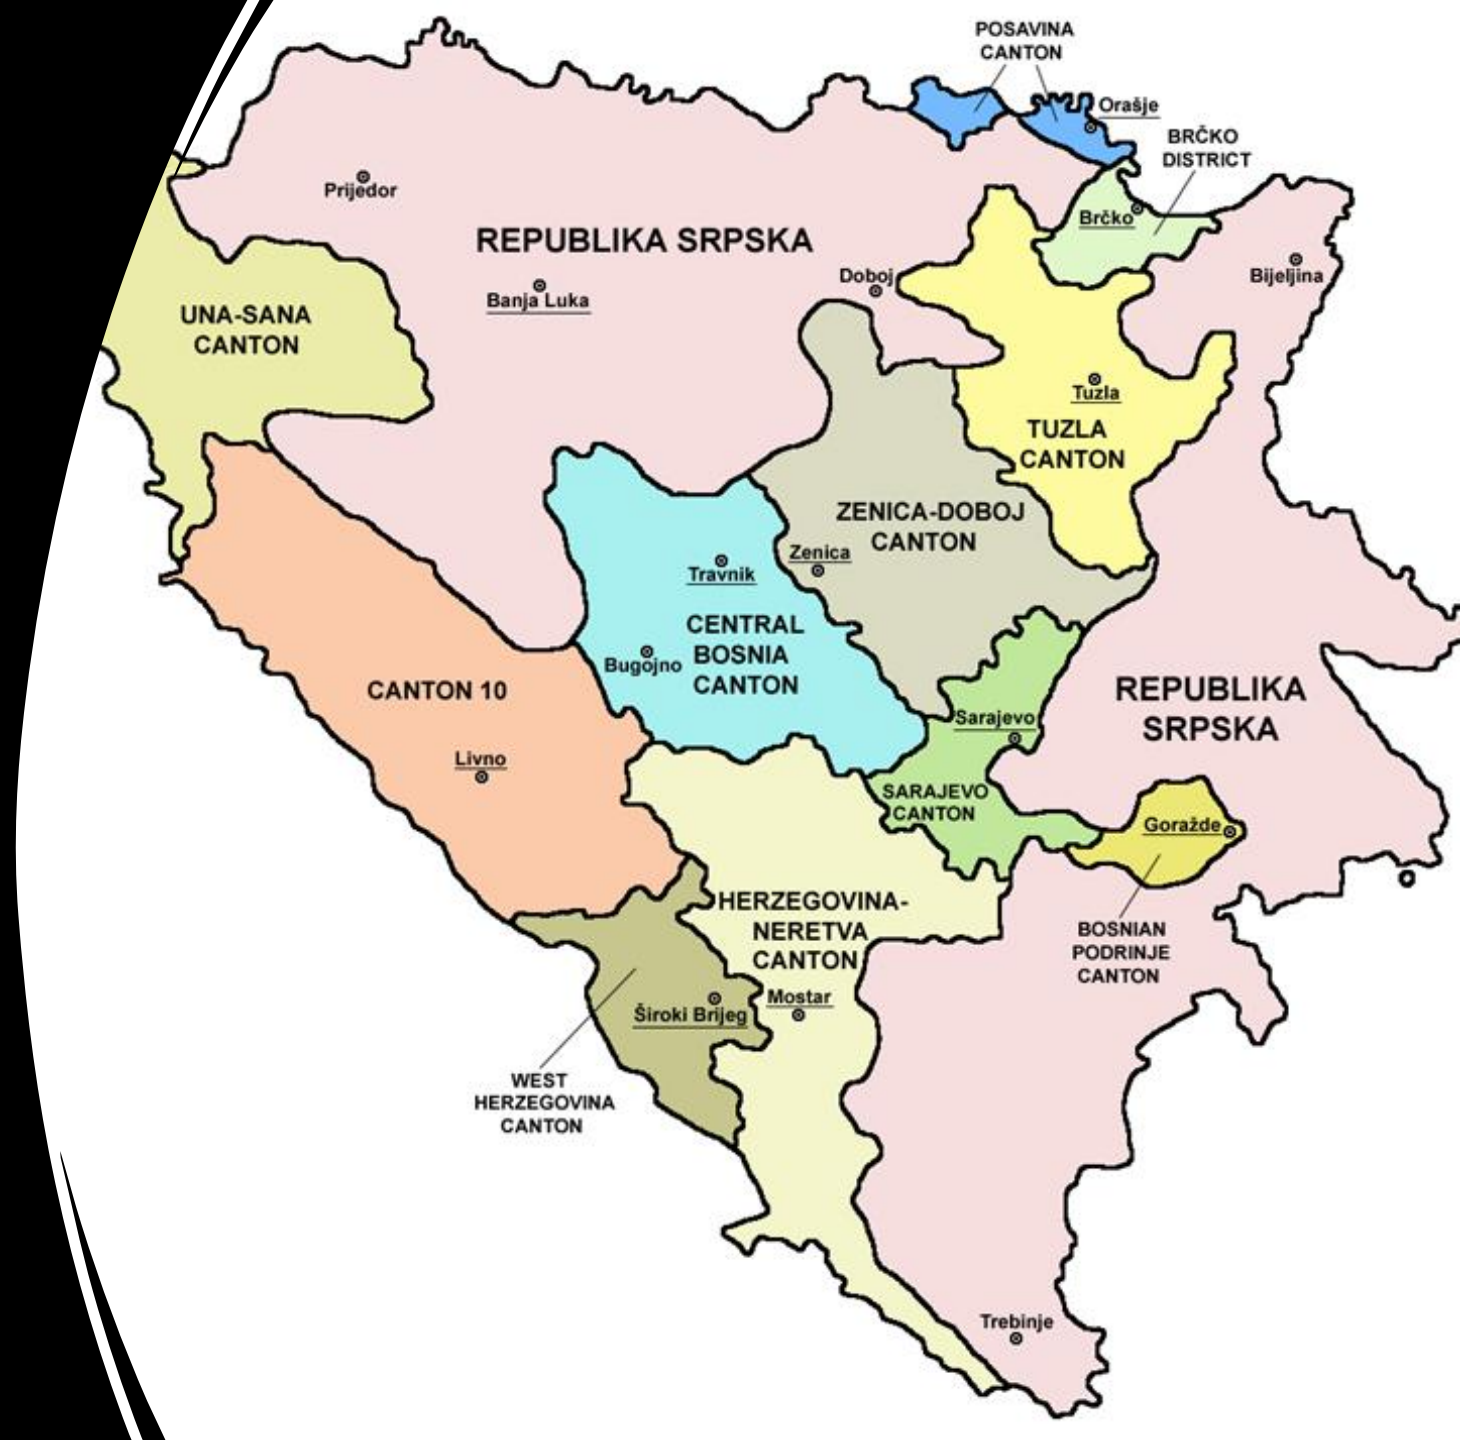 POSAVINA
CANTON
Orašje
BRČKO
DISTRICT
Prijedor
Brčko
REPUBLIKA SRPSKA
Doboj
Bijeljina
Banja Luka
UNA-SANA
CANTON
Tuzla
TUZLA
CANTON
ZENICA-DOBOJ
CANTON
Zenica
Travnik
CENTRAL
BOSNIA
CANTON
Bugojno
CANTON 10
REPUBLIKA
SRPSKA
Sarajevo
Livno
SARAJEVO
CANTON
Goražde
HERZEGOVINA-
NERETVA
CANTON
BOSNIAN
PODRINJE
CANTON
Mostar
Široki Brijeg
WEST
HERZEGOVINA
CANTON
Trebinje